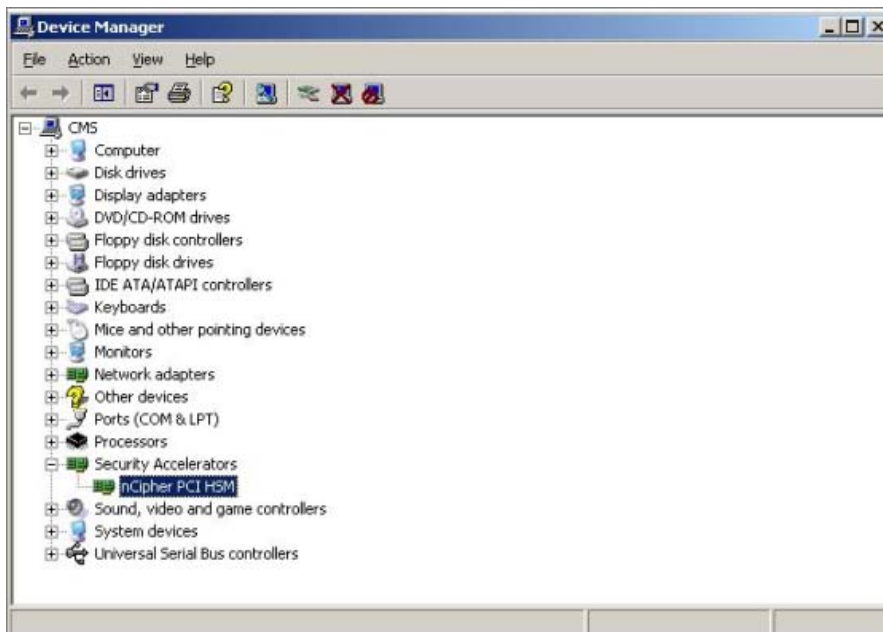 Device Manager
File Action View Help
CMS
Computer
Disk drives
Display adapters
DVD/CD-ROM drives
Floppy disk controllers
Floppy disk drives
IDE ATA/ATAPI controllers
Keyboards
Mice and other pointing devices
Monitors
Network adapters
Other devices
Ports (COM & LPT)
Processors
Security Accelerators
nCipher PCI HSM
Sound, video and game controllers
System devices
Universal Serial Bus controllers